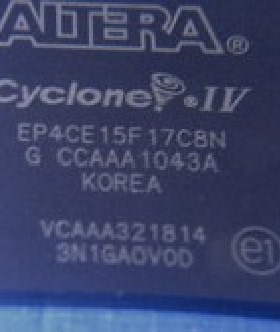 ALTERA®
Cyclone® IV
EP4CE15F17C8N
G CCAAA1043A
KOREA
VCAAA321814
3N1GA0V0D
e1